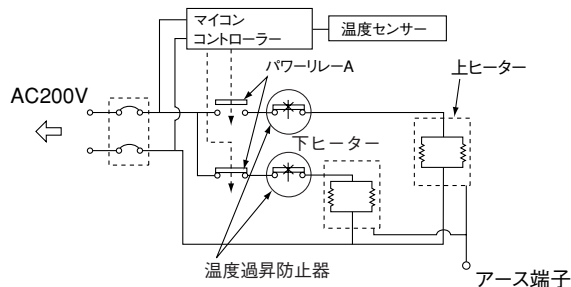 マイコン
コントローラー
温度センサー
パワーリレーA
上ヒーター
AC200V
下ヒーター
温度過昇防止器
アース端子